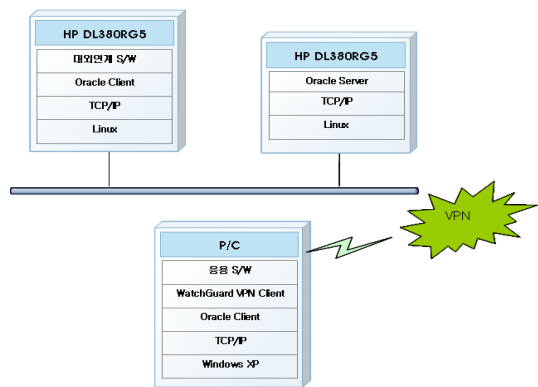 HP DL380RG5
대외연계 S/W
Oracle Client
TCP/IP
Linux
HP DL380RG5
Oracle Server
TCP/IP
Linux
VPN
P/C
응용 S/W
WatchGuard VPN Client
Oracle Client
TCP/IP
Windows XP